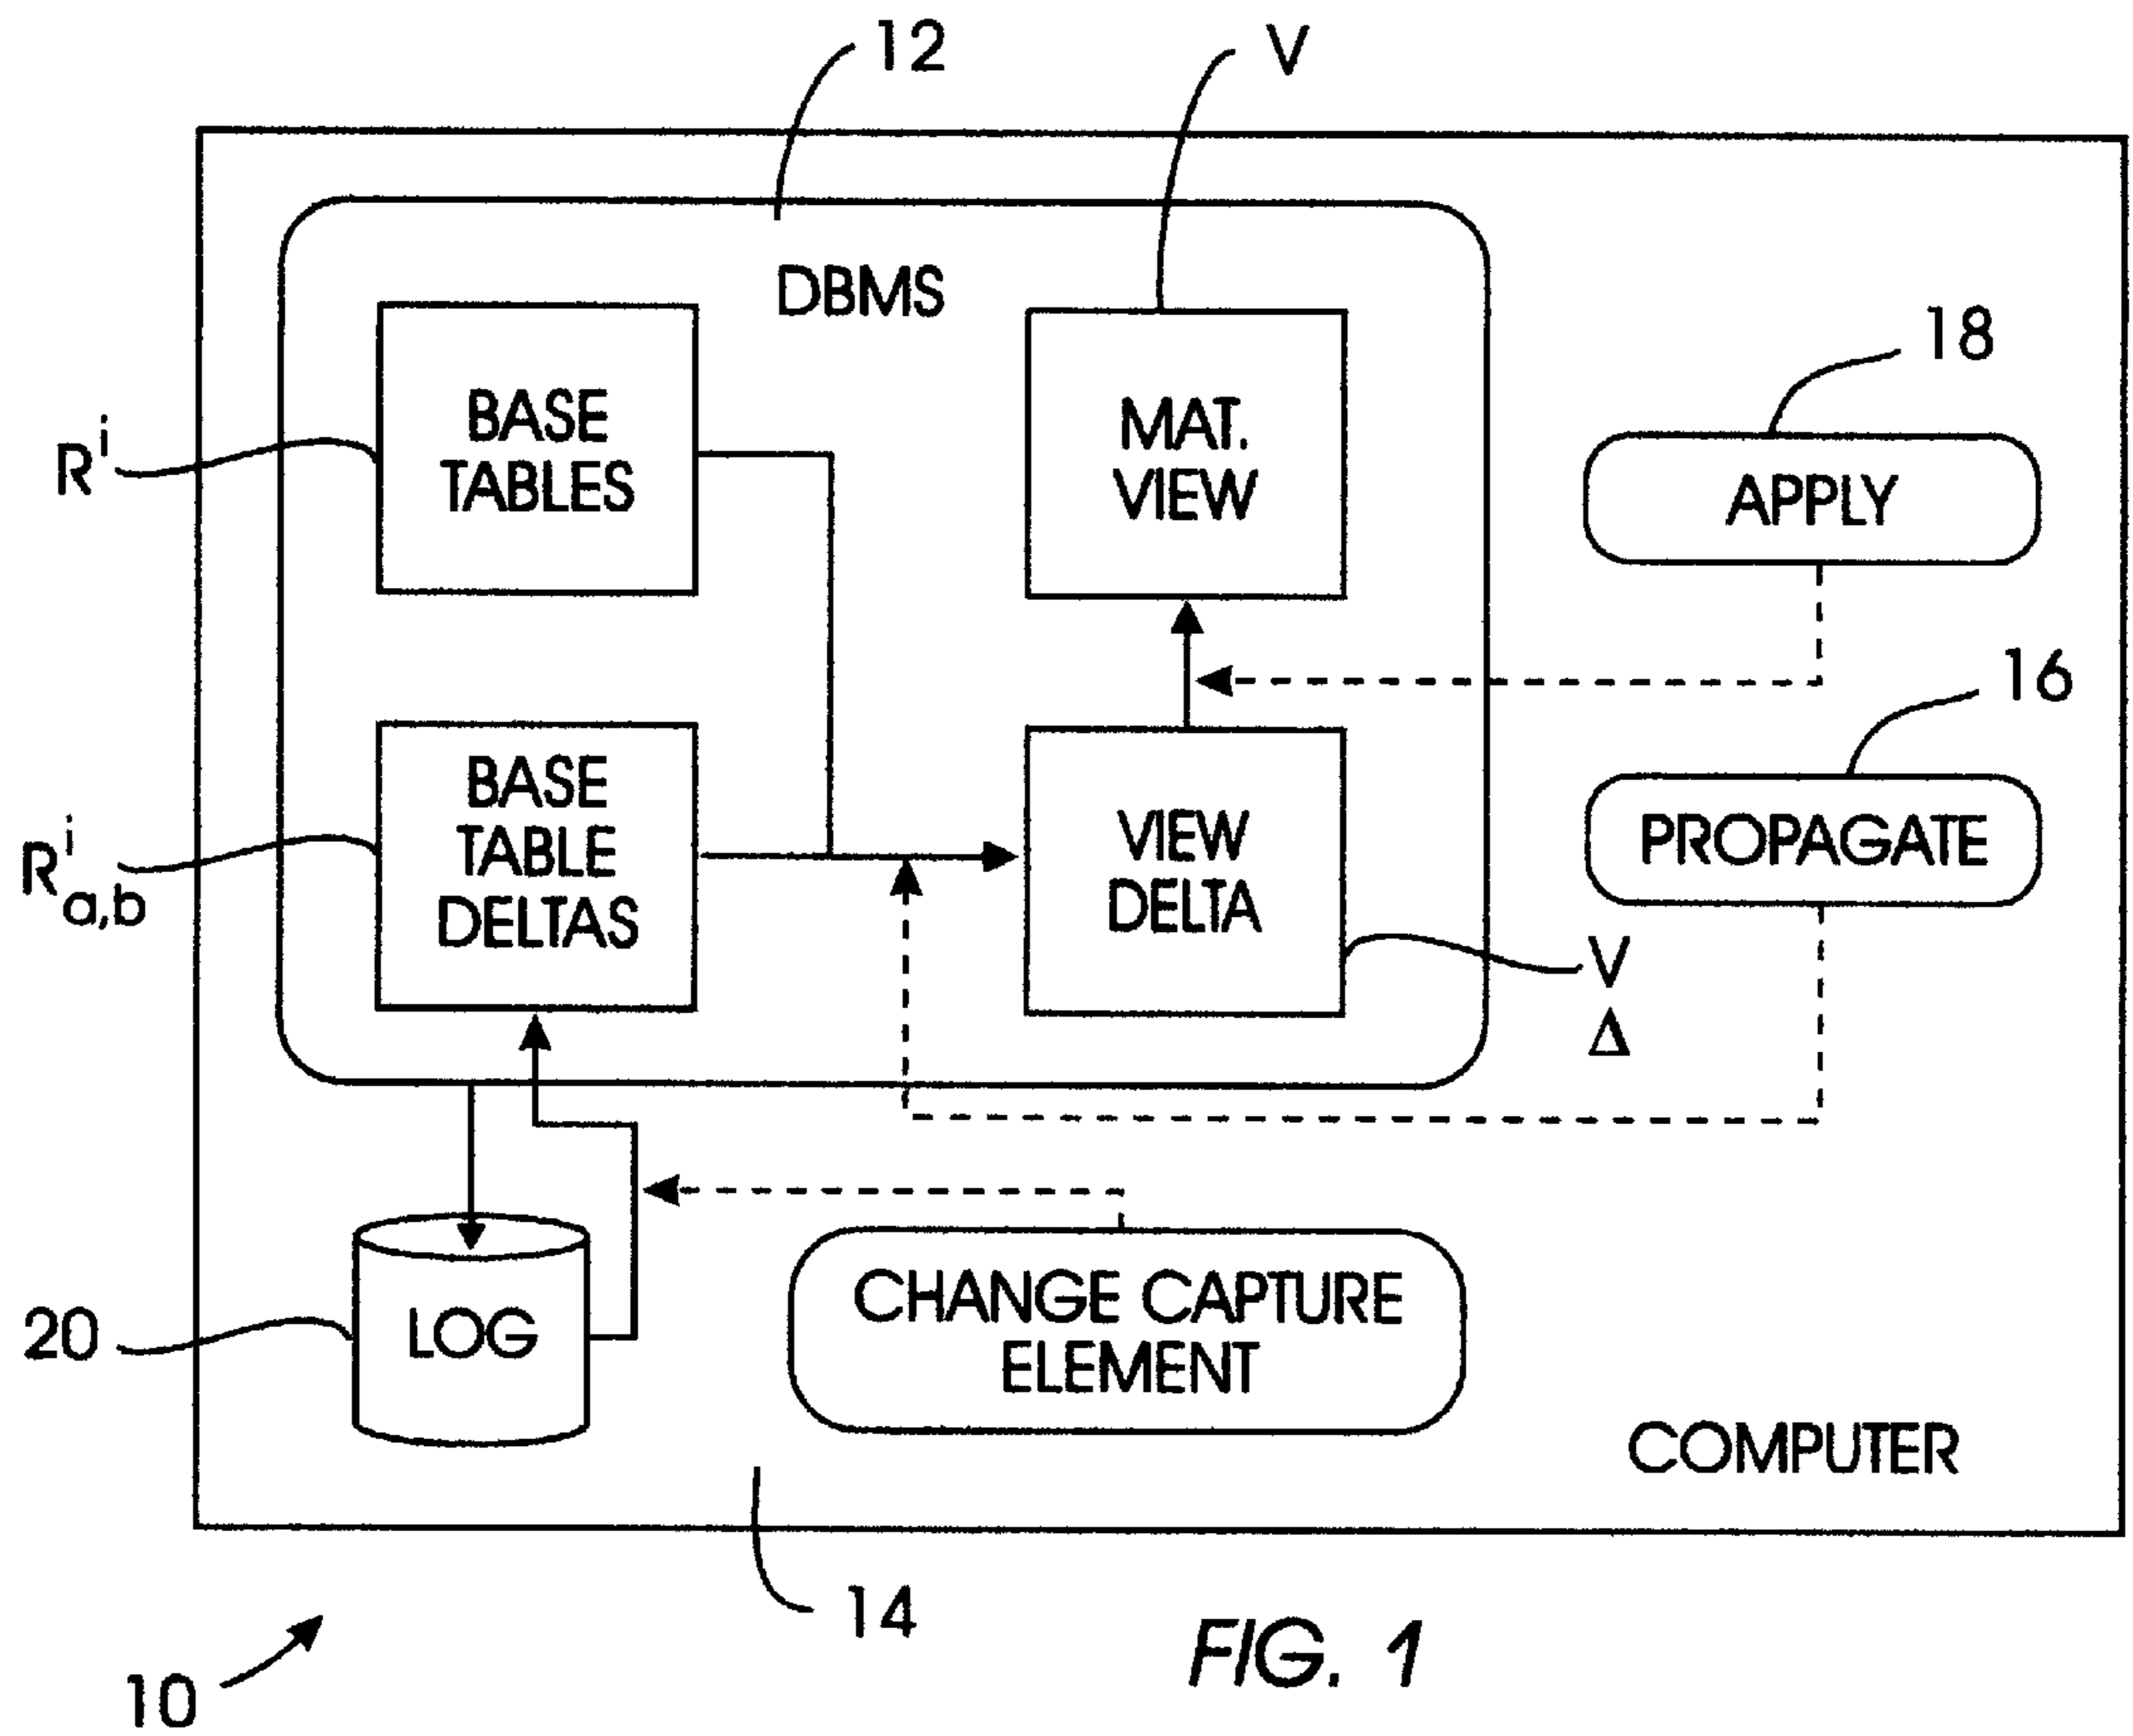 12
V
DBMS
BASE
TABLES
MAT.
VIEW
18
APPLY
R^i
16
BASE
TABLE
DELTAS
VIEW
DELTA
PROPAGATE
R^i_a,b
V
Δ
20
LOG
CHANGE CAPTURE
ELEMENT
COMPUTER
14
FIG. 1
10